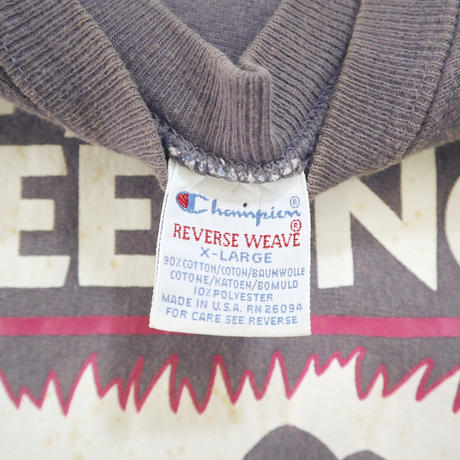 Champion®
REVERSE WEAVE®
X-LARGE
90% COTTON/COTON/BAUMWOLLE
COTONE/KATOEN/BOMULD
10% POLYESTER
MADE IN U.S.A. RN 26094
FOR CARE SEE REVERSE